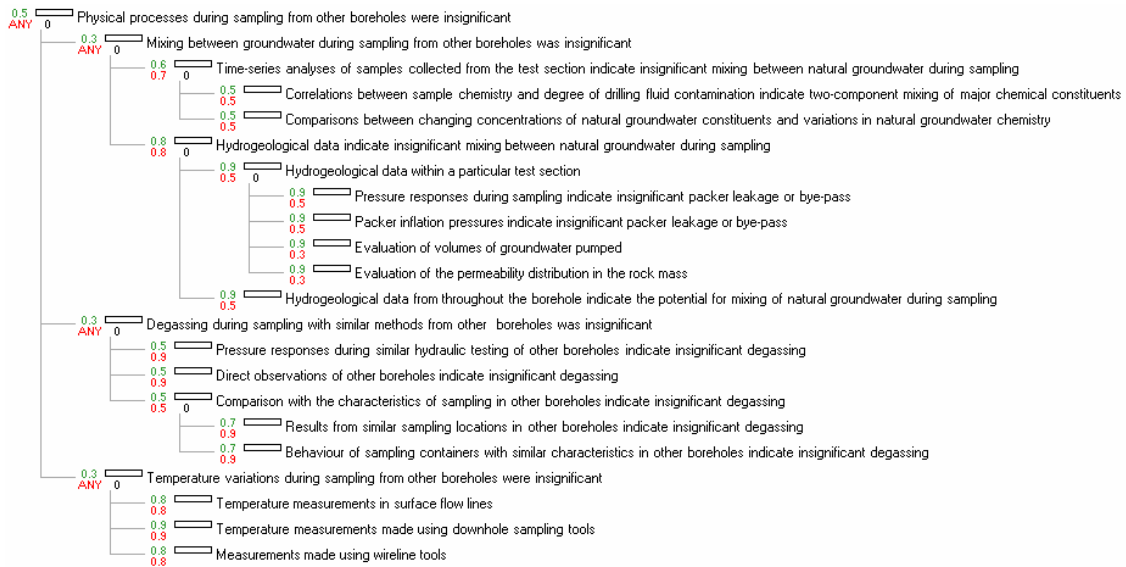 0.5 Physical processes during sampling from other boreholes were insignificant
ANY 0
0.3 Mixing between groundwater during sampling from other boreholes was insignificant
ANY 0
0.6 Time-series analyses of samples collected from the test section indicate insignificant mixing between natural groundwater during sampling
0.7 0
0.5 Correlations between sample chemistry and degree of drilling fluid contamination indicate two-component mixing of major chemical constituents
0.5
0.5 Comparisons between changing concentrations of natural groundwater constituents and variations in natural groundwater chemistry
0.5
0.8 Hydrogeological data indicate insignificant mixing between natural groundwater during sampling
0.8 0
0.9 Hydrogeological data within a particular test section
0.5 0
0.9 Pressure responses during sampling indicate insignificant packer leakage or bye-pass
0.5
0.9 Packer inflation pressures indicate insignificant packer leakage or bye-pass
0.5
0.9 Evaluation of volumes of groundwater pumped
0.3
0.9 Evaluation of the permeability distribution in the rock mass
0.3
0.9 Hydrogeological data from throughout the borehole indicate the potential for mixing of natural groundwater during sampling
0.5
0.3 Degassing during sampling with similar methods from other boreholes was insignificant
ANY 0
0.5 Pressure responses during similar hydraulic testing of other boreholes indicate insignificant degassing
0.9
0.5 Direct observations of other boreholes indicate insignificant degassing
0.9
0.5 Comparison with the characteristics of sampling in other boreholes indicate insignificant degassing
0.5 0
0.7 Results from similar sampling locations in other boreholes indicate insignificant degassing
0.9
0.7 Behaviour of sampling containers with similar characteristics in other boreholes indicate insignificant degassing
0.9
0.3 Temperature variations during sampling from other boreholes were insignificant
ANY 0
0.8 Temperature measurements in surface flow lines
0.8
0.9 Temperature measurements made using downhole sampling tools
0.9
0.8 Measurements made using wireline tools
0.8